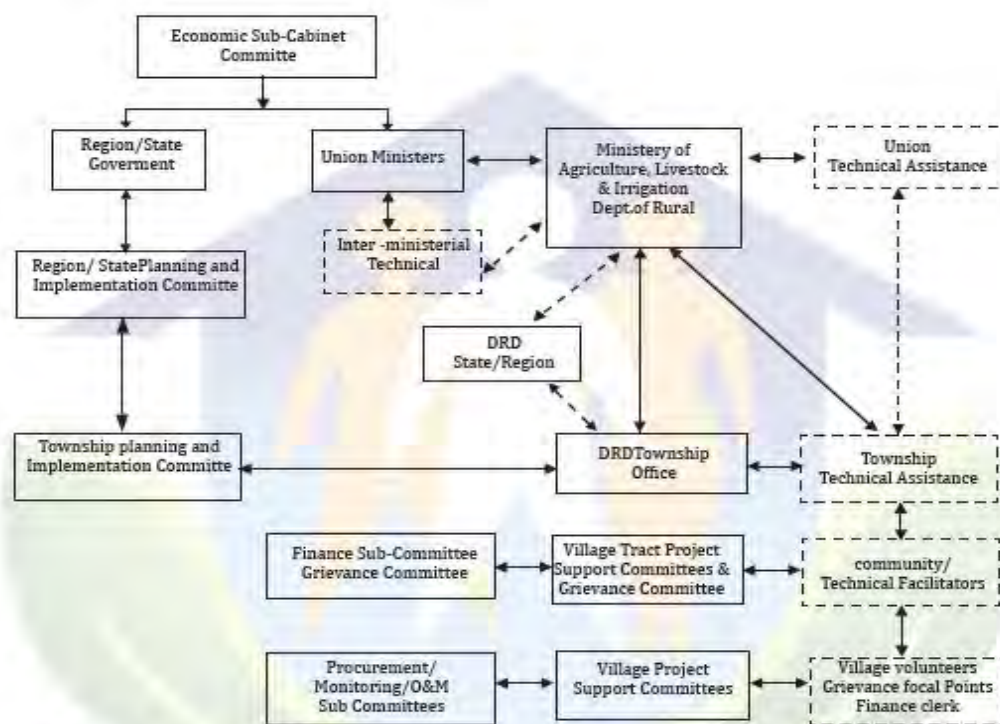 Economic Sub-Cabinet
Committe
Region/State
Goverment
Union Ministers
Ministery of
Agriculture, Livestock
& Irrigation
Dept.of Rural
Union
Technical Assistance
Inter -ministerial
Technical
Region/ StatePlanning and
Implementation Committe
DRD
State/Region
Township planning and
Implementation Committe
DRDTownship
Office
Township
Technical Assistance
Finance Sub-Committee
Grievance Committee
Village Tract Project
Support Committees &
Grievance Committee
community/
Technical Facilitators
Procurement/
Monitoring/O&M
Sub Committees
Village Project
Support Committees
Village volunteers
Grievance focal Points
Finance clerk